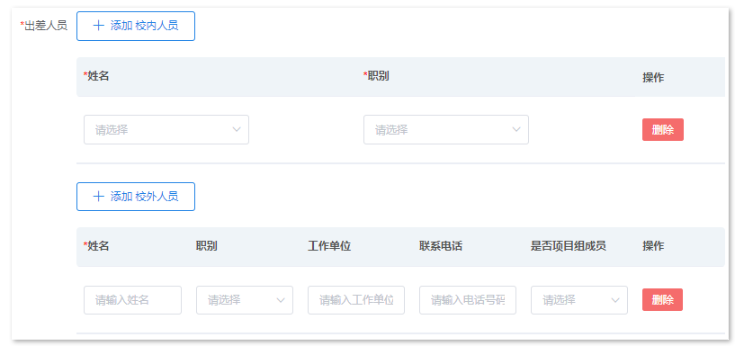 *出差人员 + 添加 校内人员
*姓名 *职别 操作
请选择 请选择 删除
+ 添加 校外人员
*姓名 职别 工作单位 联系电话 是否项目组成员 操作
请输入姓名 请选择 请输入工作单位 请输入电话号码 请选择 删除